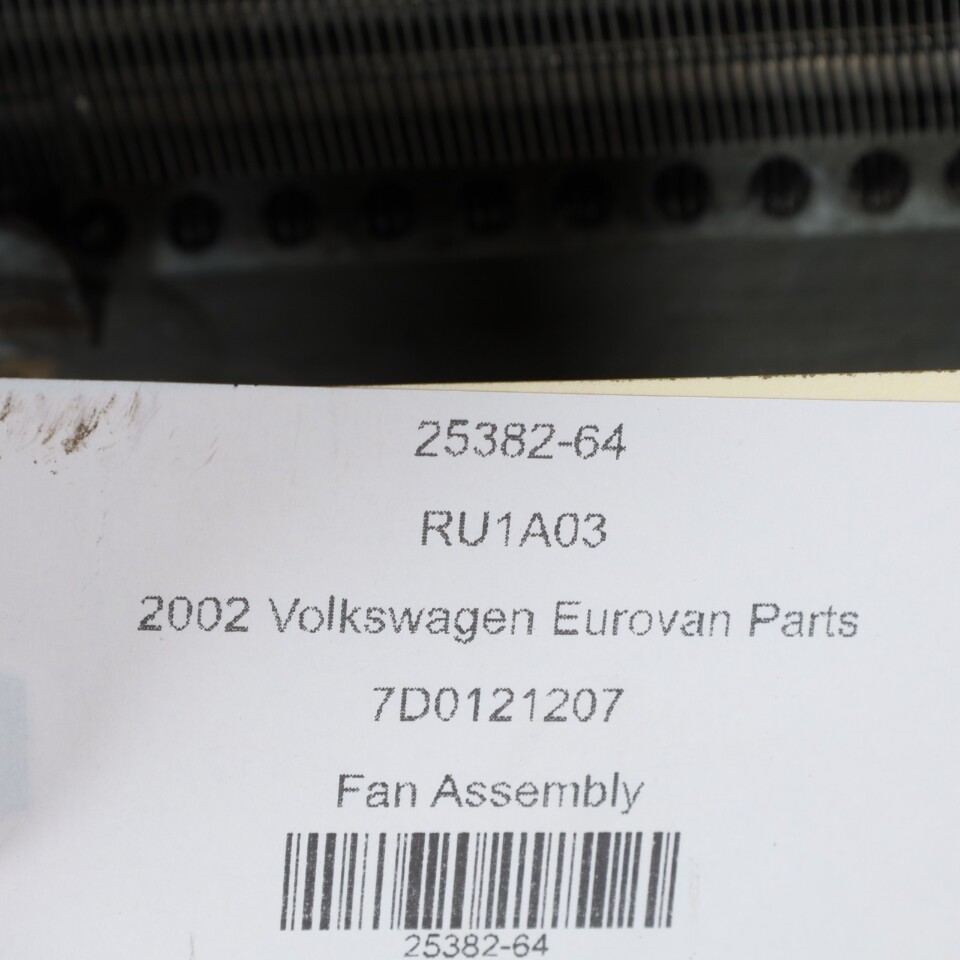 25382-64
RU1A03
2002 Volkswagen Eurovan Parts
7D0121207
Fan Assembly
25382-64